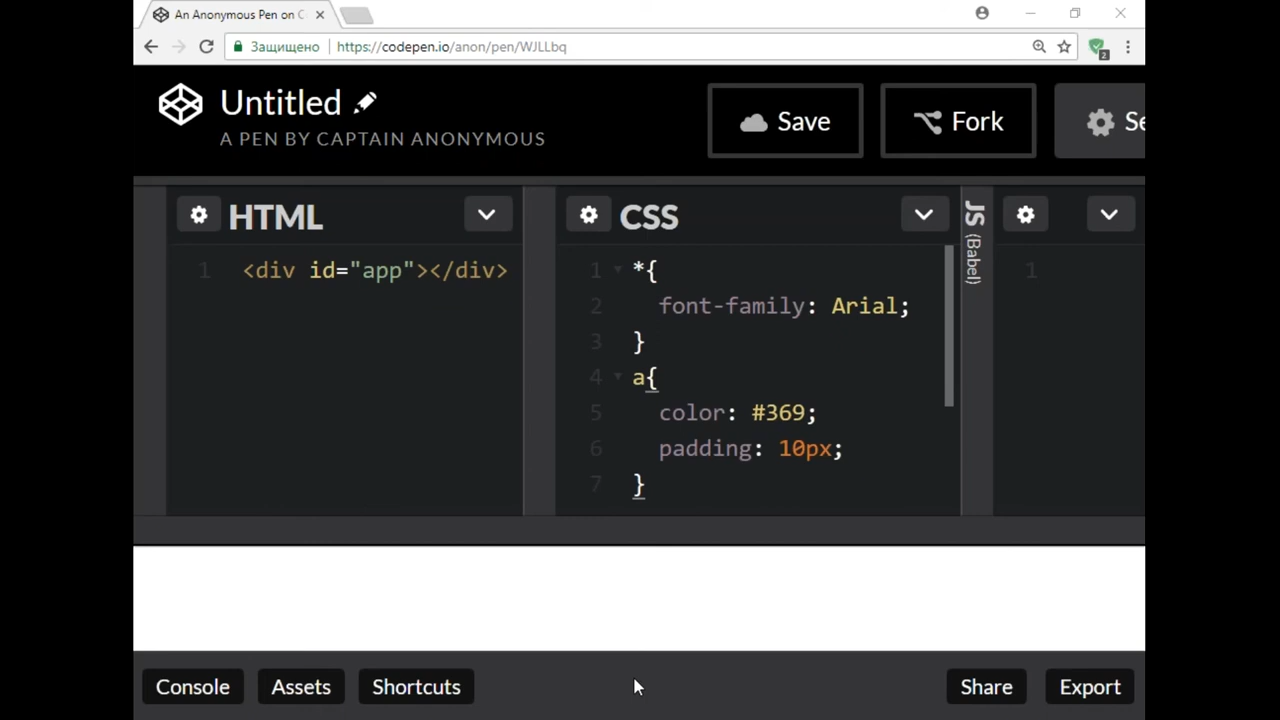 An Anonymous Pen on C
Защищено https://codepen.io/anon/pen/WJLLbq
2
Untitled
A PEN BY CAPTAIN ANONYMOUS
Save
Fork
Se
HTML
1 <div id="app"></div>
CSS
1 *{
2 font-family: Arial;
3 }
4 a{
5 color: #369;
6 padding: 10px;
7 }
JS (Babel)
1
Console
Assets
Shortcuts
Share
Export